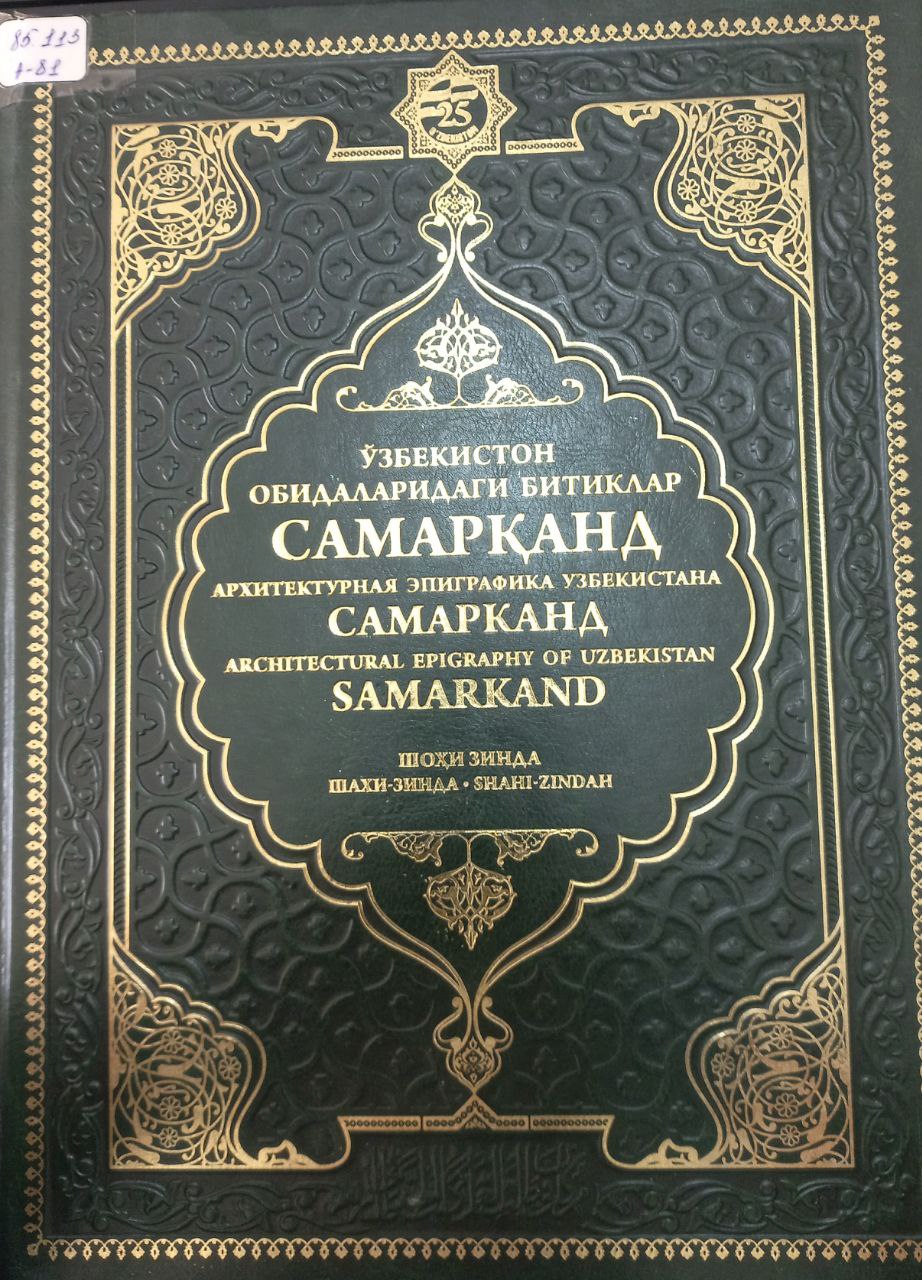 85.113
A-81
25
O'ZBEKISTON
ЎЗБЕКИСТОН
ОБИДАЛАРИДАГИ БИТИКЛАР
САМАРҚАНД
АРХИТЕКТУРНАЯ ЭПИГРАФИКА УЗБЕКИСТАНА
САМАРКАНД
ARCHITECTURAL EPIGRAPHY OF UZBEKISTAN
SAMARKAND
ШОҲИ ЗИНДА
ШАХИ-ЗИНДА • SHAHI-ZINDAH